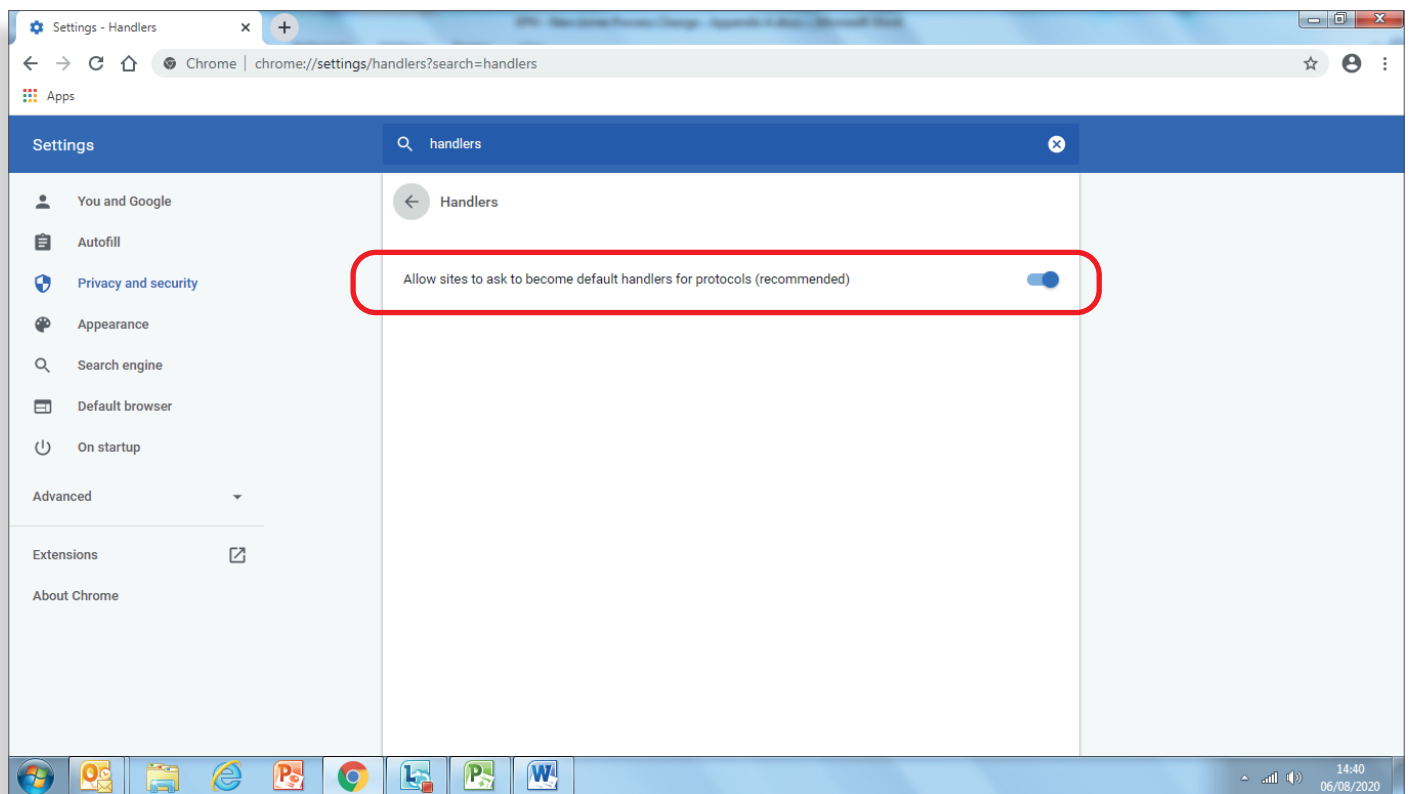 Settings - Handlers
Chrome | chrome://settings/handlers?search=handlers
Apps
Settings
handlers
You and Google
Handlers
Autofill
Allow sites to ask to become default handlers for protocols (recommended)
Privacy and security
Appearance
Search engine
Default browser
On startup
Advanced
Extensions
About Chrome
14:40
06/08/2020